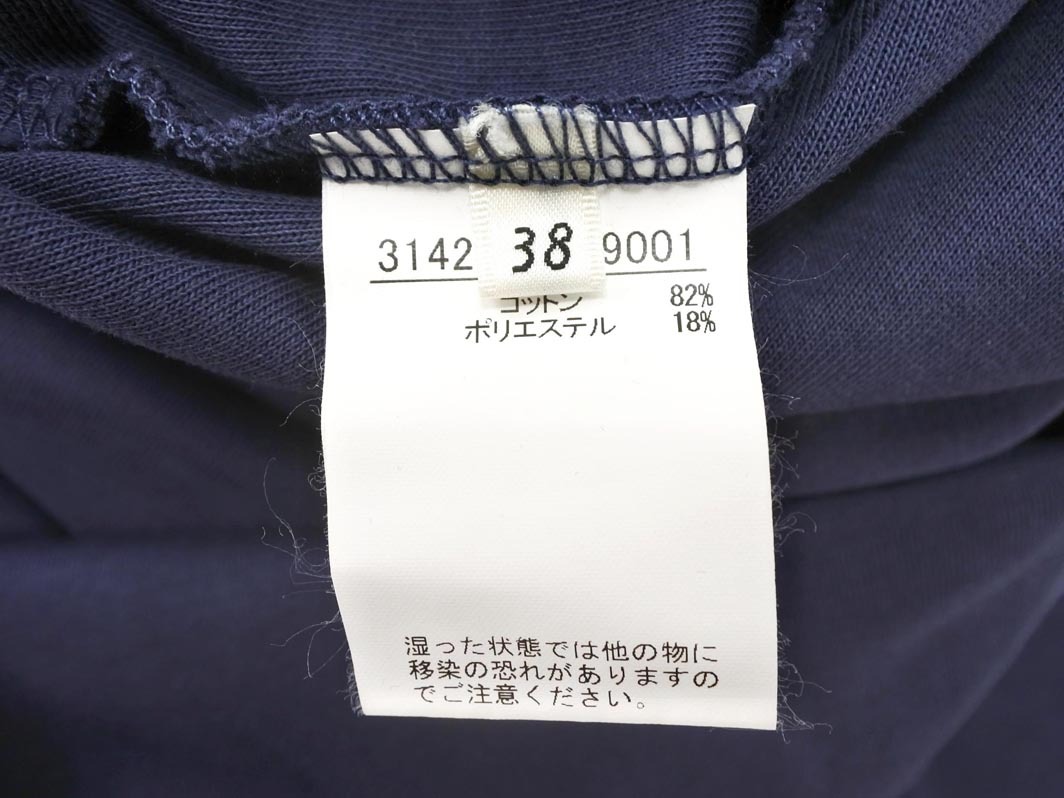 3142 38 9001
コットン 82%
ポリエステル 18%
湿った状態では他の物に
移染の恐れがありますの
でご注意ください。